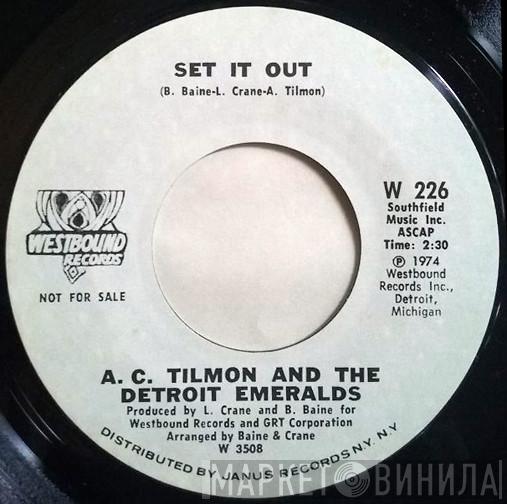 SET IT OUT
(B. Baine-L. Crane-A. Tilmon)
WESTBOUND
RECORDS
NOT FOR SALE
W 226
Southfield
Music Inc.
ASCAP
Time: 2:30
℗ 1974
Westbound
Records Inc.,
Detroit,
Michigan
A. C. TILMON AND THE
DETROIT EMERALDS
Produced by L. Crane and B. Baine for
Westbound Records and GRT Corporation
Arranged by Baine & Crane
W 3508
DISTRIBUTED BY JANUS RECORDS N.Y. N.Y
МАРКЕТ ВИНИЛА